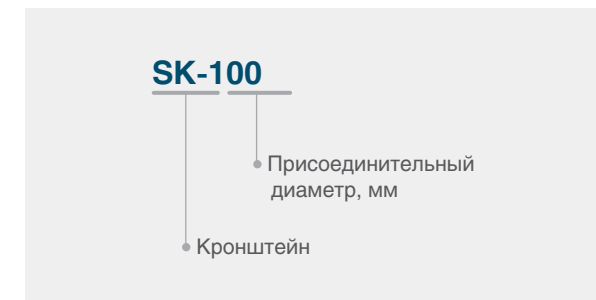 SK-100
Присоединительный
диаметр, мм
Кронштейн